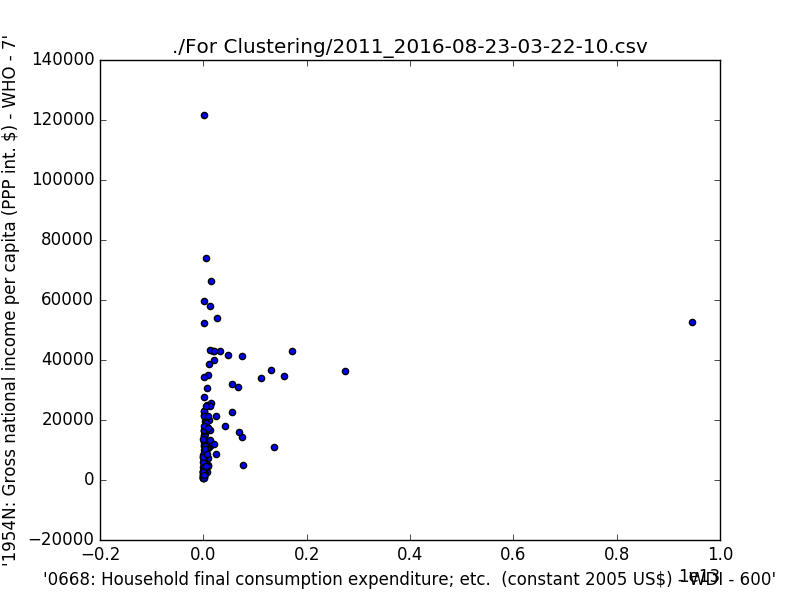 ./For Clustering/2011_2016-08-23-03-22-10.csv
'1954N: Gross national income per capita (PPP int. $) - WHO - 7'
140000
120000
100000
80000
60000
40000
20000
0
−20000
−0.2 0.0 0.2 0.4 0.6 0.8 1.0
1e13
'0668: Household final consumption expenditure; etc. (constant 2005 US$) - WDI - 600'